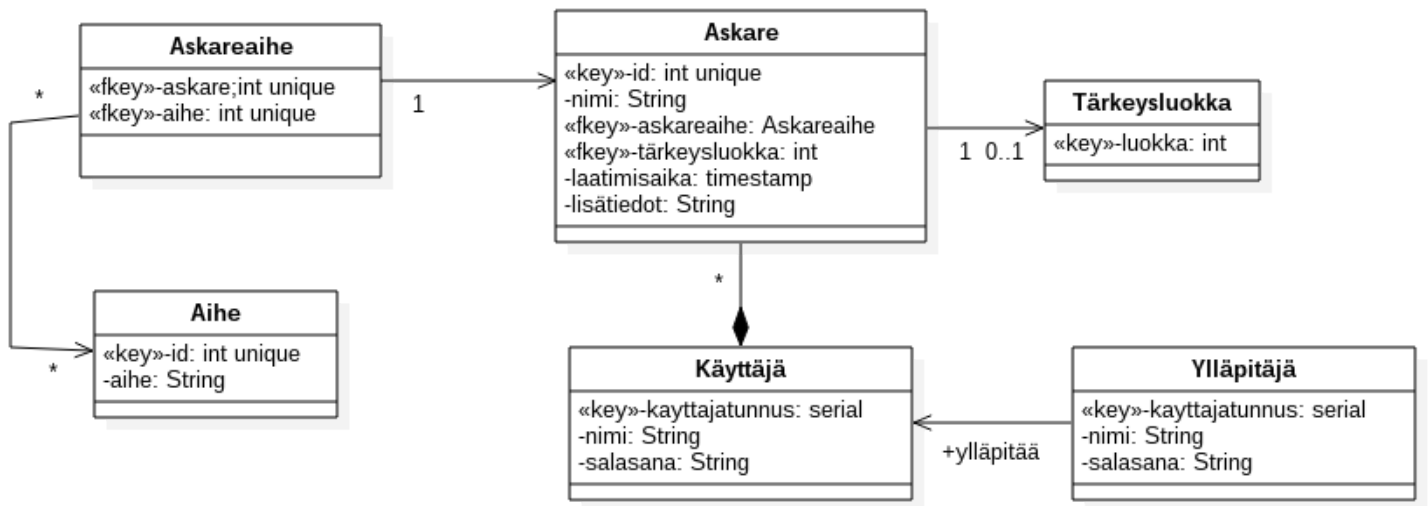 Askareaihe
«fkey»-askare;int unique
«fkey»-aihe: int unique
*
*
1
Askare
«key»-id: int unique
-nimi: String
«fkey»-askareaihe: Askareaihe
«fkey»-tärkeysluokka: int
-laatimisaika: timestamp
-lisätiedot: String
1 0..1
Tärkeysluokka
«key»-luokka: int
*
Aihe
«key»-id: int unique
-aihe: String
Käyttäjä
«key»-kayttajatunnus: serial
-nimi: String
-salasana: String
+ylläpitää
Ylläpitäjä
«key»-kayttajatunnus: serial
-nimi: String
-salasana: String